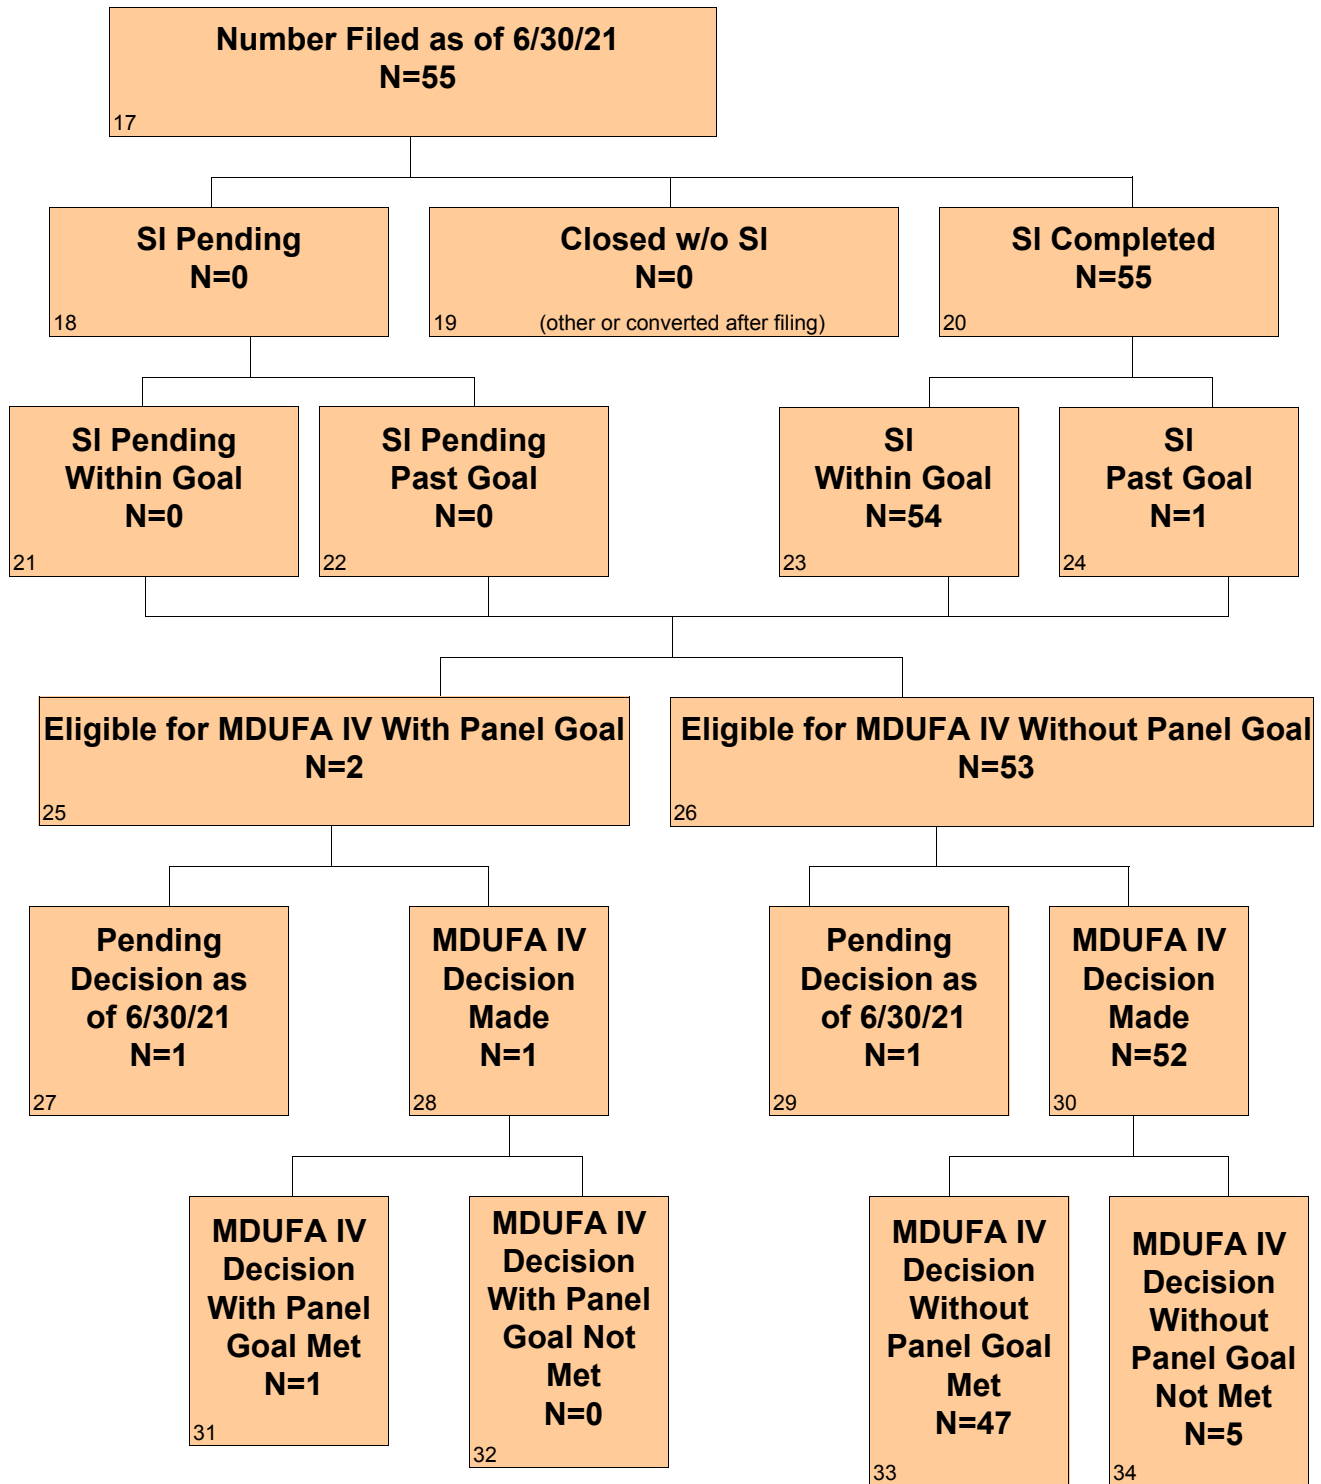 Number Filed as of 6/30/21
N=55
17
SI Pending
N=0
18
Closed w/o SI
N=0
19 (other or converted after filing)
SI Completed
N=55
20
SI Pending
Within Goal
N=0
21
SI Pending
Past Goal
N=0
22
SI
Within Goal
N=54
23
SI
Past Goal
N=1
24
Eligible for MDUFA IV With Panel Goal
N=2
25
Eligible for MDUFA IV Without Panel Goal
N=53
26
Pending
Decision as
of 6/30/21
N=1
27
MDUFA IV
Decision
Made
N=1
28
Pending
Decision as
of 6/30/21
N=1
29
MDUFA IV
Decision
Made
N=52
30
MDUFA IV
Decision
With Panel
Goal Met
N=1
31
MDUFA IV
Decision
With Panel
Goal Not
Met
N=0
32
MDUFA IV
Decision
Without
Panel Goal
Met
N=47
33
MDUFA IV
Decision
Without
Panel Goal
Not Met
N=5
34